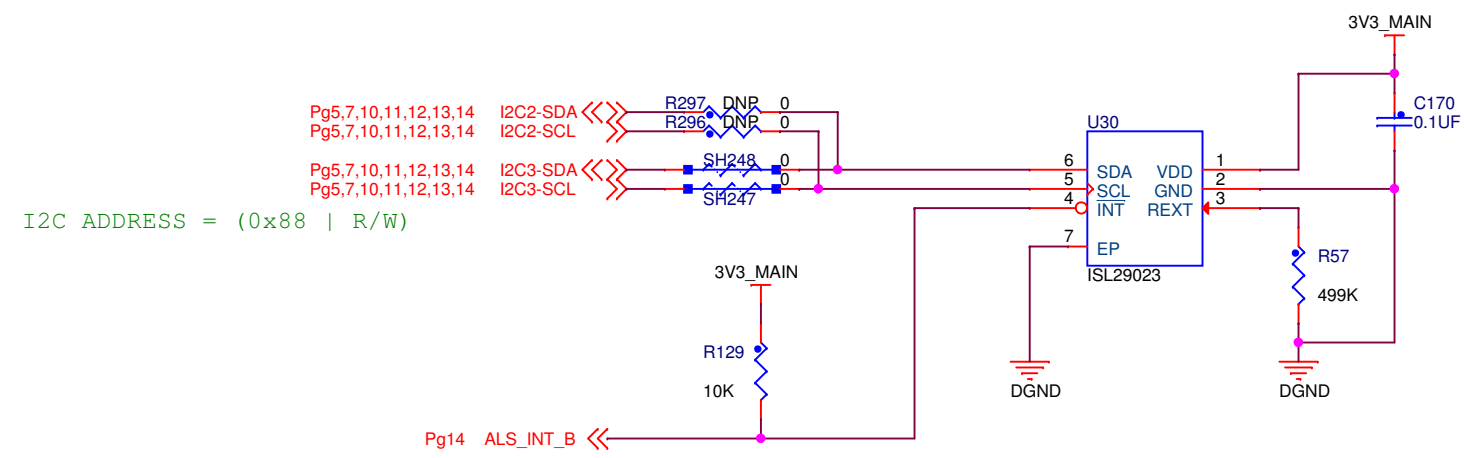 3V3_MAIN
Pg5,7,10,11,12,13,14 I2C2-SDA R297 DNP 0
Pg5,7,10,11,12,13,14 I2C2-SCL R296 DNP 0
C170
0.1UF
U30
Pg5,7,10,11,12,13,14 I2C3-SDA SH248 0 6 SDA VDD 1
Pg5,7,10,11,12,13,14 I2C3-SCL SH247 0 5 SCL GND 2
4 INT REXT 3
I2C ADDRESS = (0x88 | R/W)
7 EP
ISL29023
R57
499K
3V3_MAIN
R129
10K
DGND
DGND
Pg14 ALS_INT_B